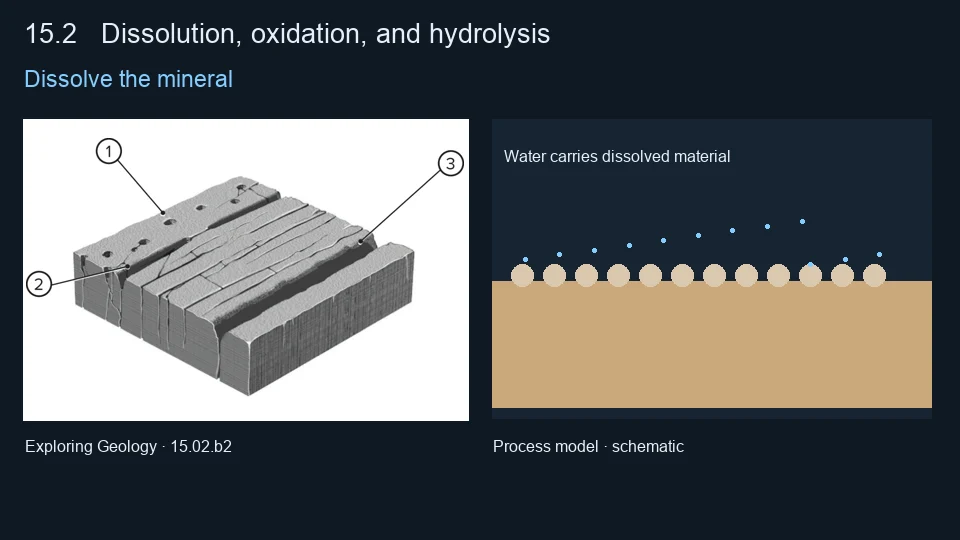 15.2 Dissolution, oxidation, and hydrolysis
Dissolve the mineral
1
3
2
Water carries dissolved material
Exploring Geology · 15.02.b2
Process model · schematic